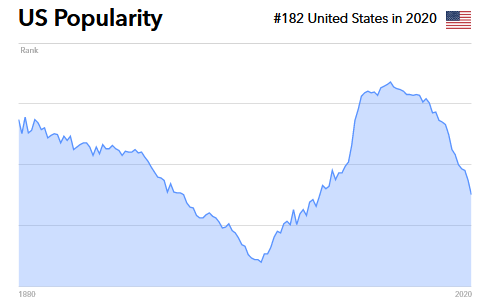 US Popularity
#182 United States in 2020
Rank
1880
2020